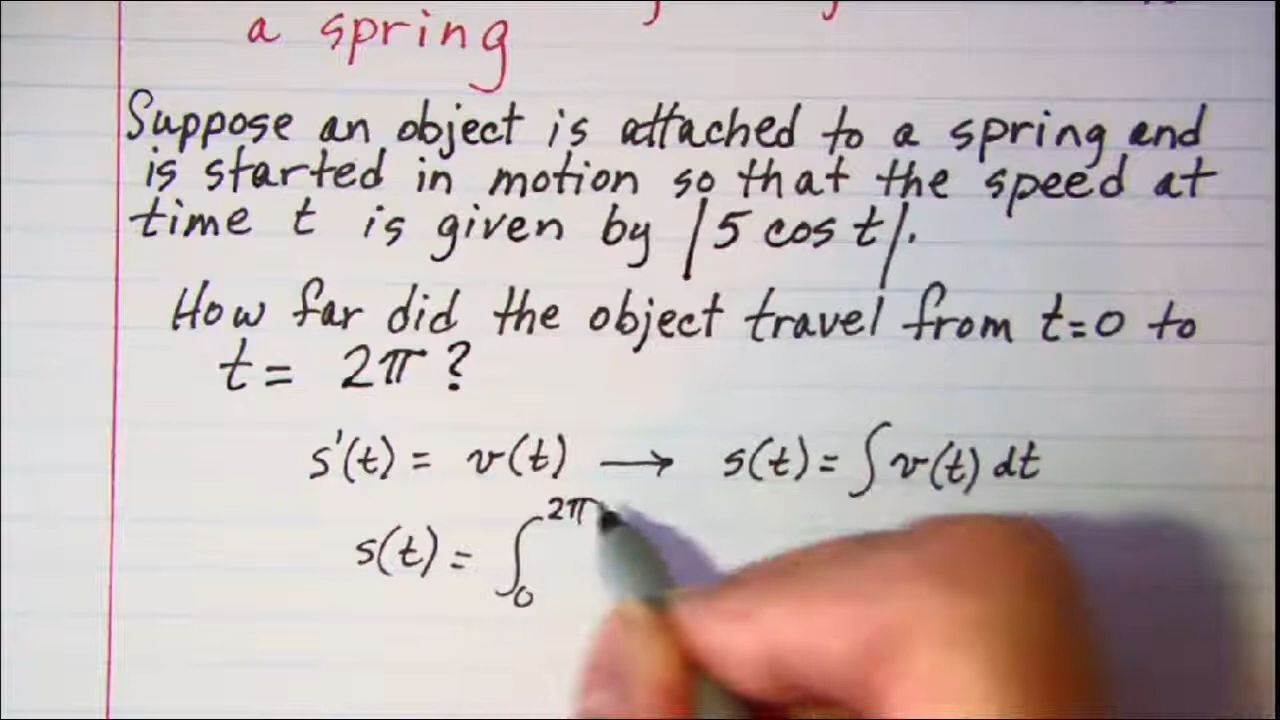 a spring
Suppose an object is attached to a spring and
is started in motion so that the speed at
time t is given by |5 cos t|.
How far did the object travel from t=0 to
t= 2π?
s'(t) = v(t) → s(t) = ∫v(t) dt
s(t) = ∫₀^2π